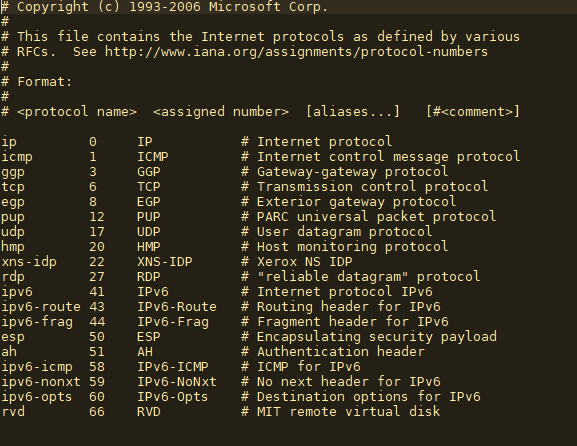 # Copyright (c) 1993-2006 Microsoft Corp.
#
# This file contains the Internet protocols as defined by various
# RFCs.  See http://www.iana.org/assignments/protocol-numbers
#
# Format:
#
# <protocol name>  <assigned number>  [aliases...]   [#<comment>]

ip         0     IP           # Internet protocol
icmp       1     ICMP         # Internet control message protocol
ggp        3     GGP          # Gateway-gateway protocol
tcp        6     TCP          # Transmission control protocol
egp        8     EGP          # Exterior gateway protocol
pup        12    PUP          # PARC universal packet protocol
udp        17    UDP          # User datagram protocol
hmp        20    HMP          # Host monitoring protocol
xns-idp    22    XNS-IDP      # Xerox NS IDP
rdp        27    RDP          # "reliable datagram" protocol
ipv6       41    IPv6         # Internet protocol IPv6
ipv6-route 43    IPv6-Route   # Routing header for IPv6
ipv6-frag  44    IPv6-Frag    # Fragment header for IPv6
esp        50    ESP          # Encapsulating security payload
ah         51    AH           # Authentication header
ipv6-icmp  58    IPv6-ICMP    # ICMP for IPv6
ipv6-nonxt 59    IPv6-NoNxt   # No next header for IPv6
ipv6-opts  60    IPv6-Opts    # Destination options for IPv6
rvd        66    RVD          # MIT remote virtual disk